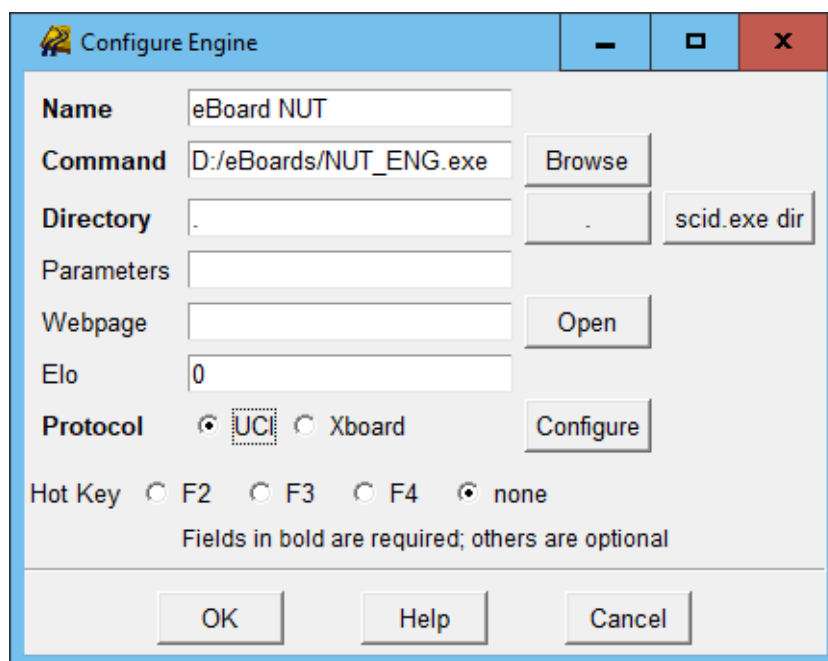 Configure Engine
Name eBoard NUT
Command D:/eBoards/NUT_ENG.exe Browse
Directory . . scid.exe dir
Parameters
Webpage Open
Elo 0
Protocol UCI Xboard Configure
Hot Key F2 F3 F4 none
Fields in bold are required; others are optional
OK Help Cancel